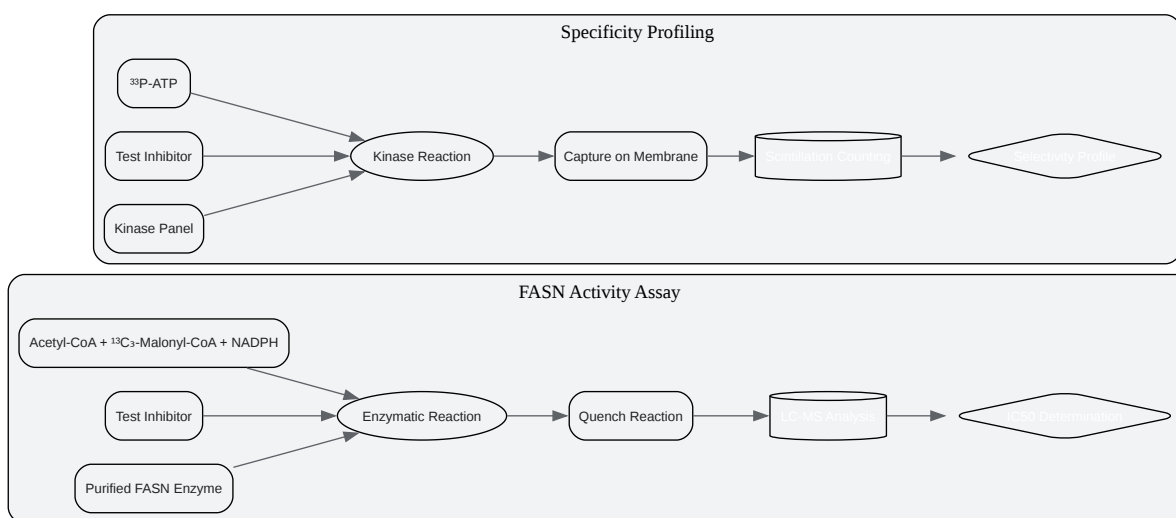 Specificity Profiling
³³P-ATP
Test Inhibitor
Kinase Panel
Kinase Reaction
Capture on Membrane
Scintillation Counting
Selectivity Profile
FASN Activity Assay
Acetyl-CoA + ¹³C₃-Malonyl-CoA + NADPH
Test Inhibitor
Purified FASN Enzyme
Enzymatic Reaction
Quench Reaction
LC-MS Analysis
IC50 Determination